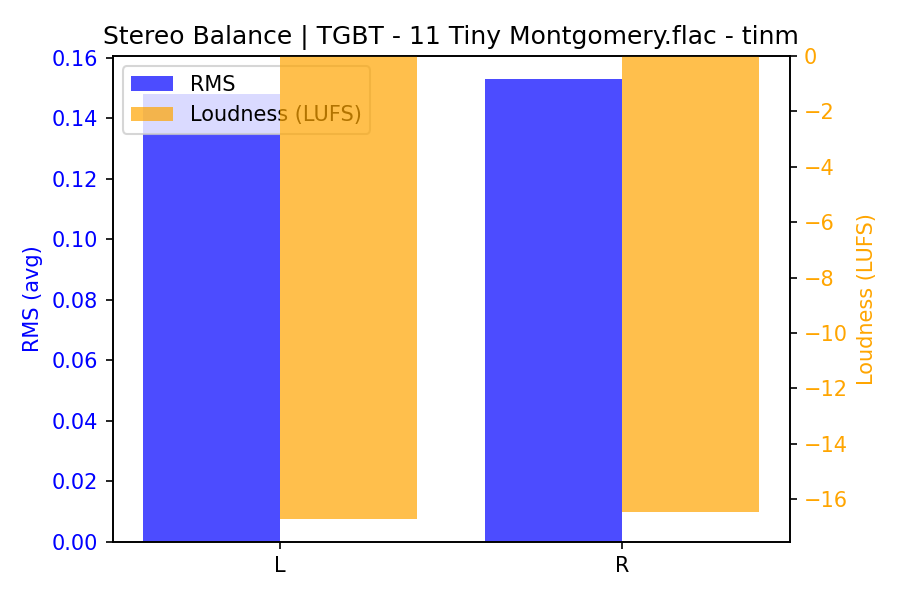 Stereo Balance | TGBT - 11 Tiny Montgomery.flac - tinm
RMS
Loudness (LUFS)
RMS (avg)
0.16
0.14
0.12
0.10
0.08
0.06
0.04
0.02
0.00
L
R
0
−2
−4
−6
−8
−10
−12
−14
−16
Loudness (LUFS)